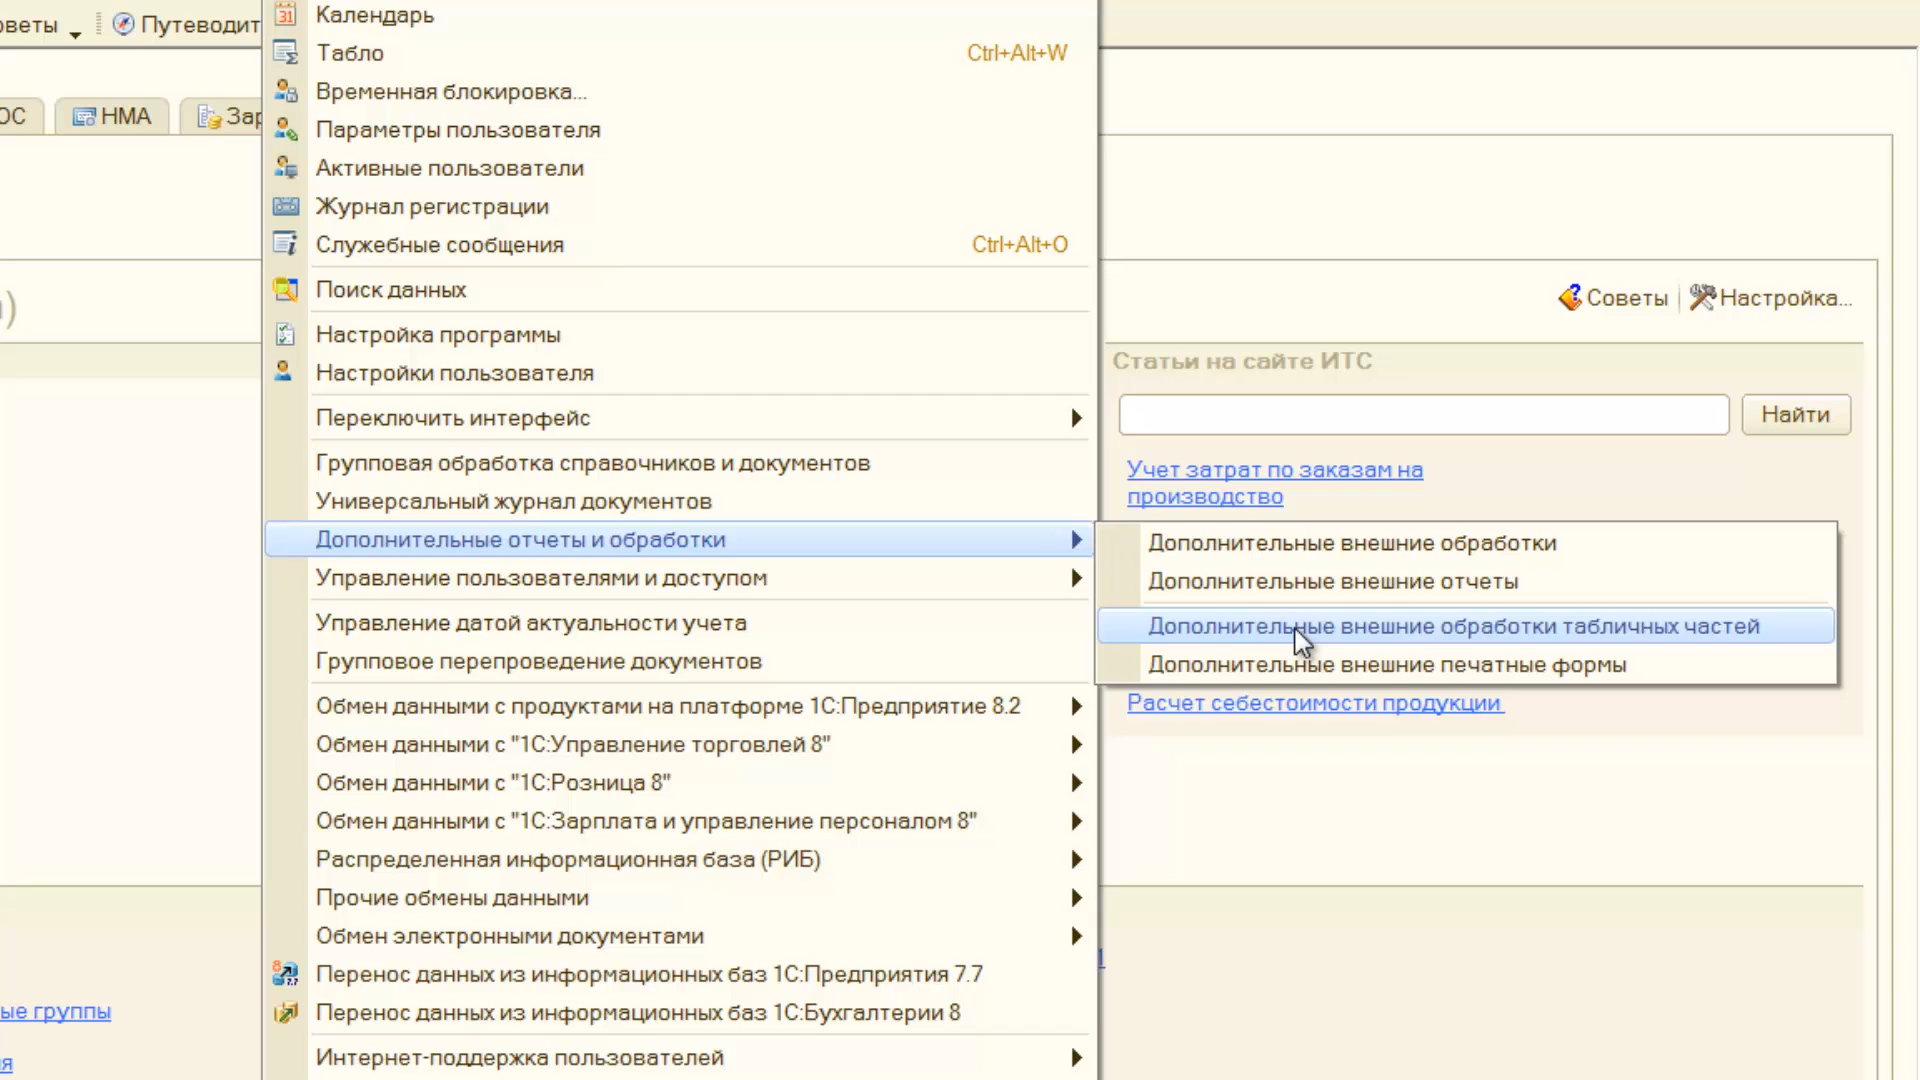 Путеводит
НМА
Календарь
Табло Ctrl+Alt+W
Временная блокировка...
Параметры пользователя
Активные пользователи
Журнал регистрации
Служебные сообщения Ctrl+Alt+O
Поиск данных
Настройка программы
Настройки пользователя
Переключить интерфейс
Групповая обработка справочников и документов
Универсальный журнал документов
Дополнительные отчеты и обработки
Управление пользователями и доступом
Управление датой актуальности учета
Групповое перепроведение документов
Обмен данными с продуктами на платформе 1С:Предприятие 8.2
Обмен данными с "1С:Управление торговлей 8"
Обмен данными с "1С:Розница 8"
Обмен данными с "1С:Зарплата и управление персоналом 8"
Распределенная информационная база (РИБ)
Прочие обмены данными
Обмен электронными документами
Перенос данных из информационных баз 1С:Предприятия 7.7
Перенос данных из информационных баз 1С:Бухгалтерии 8
Интернет-поддержка пользователей
Советы Настройка...
Статьи на сайте ИТС
Найти
Учет затрат по заказам на
производство
Дополнительные внешние обработки
Дополнительные внешние отчеты
Дополнительные внешние обработки табличных частей
Дополнительные внешние печатные формы
Расчет себестоимости продукции
ые группы